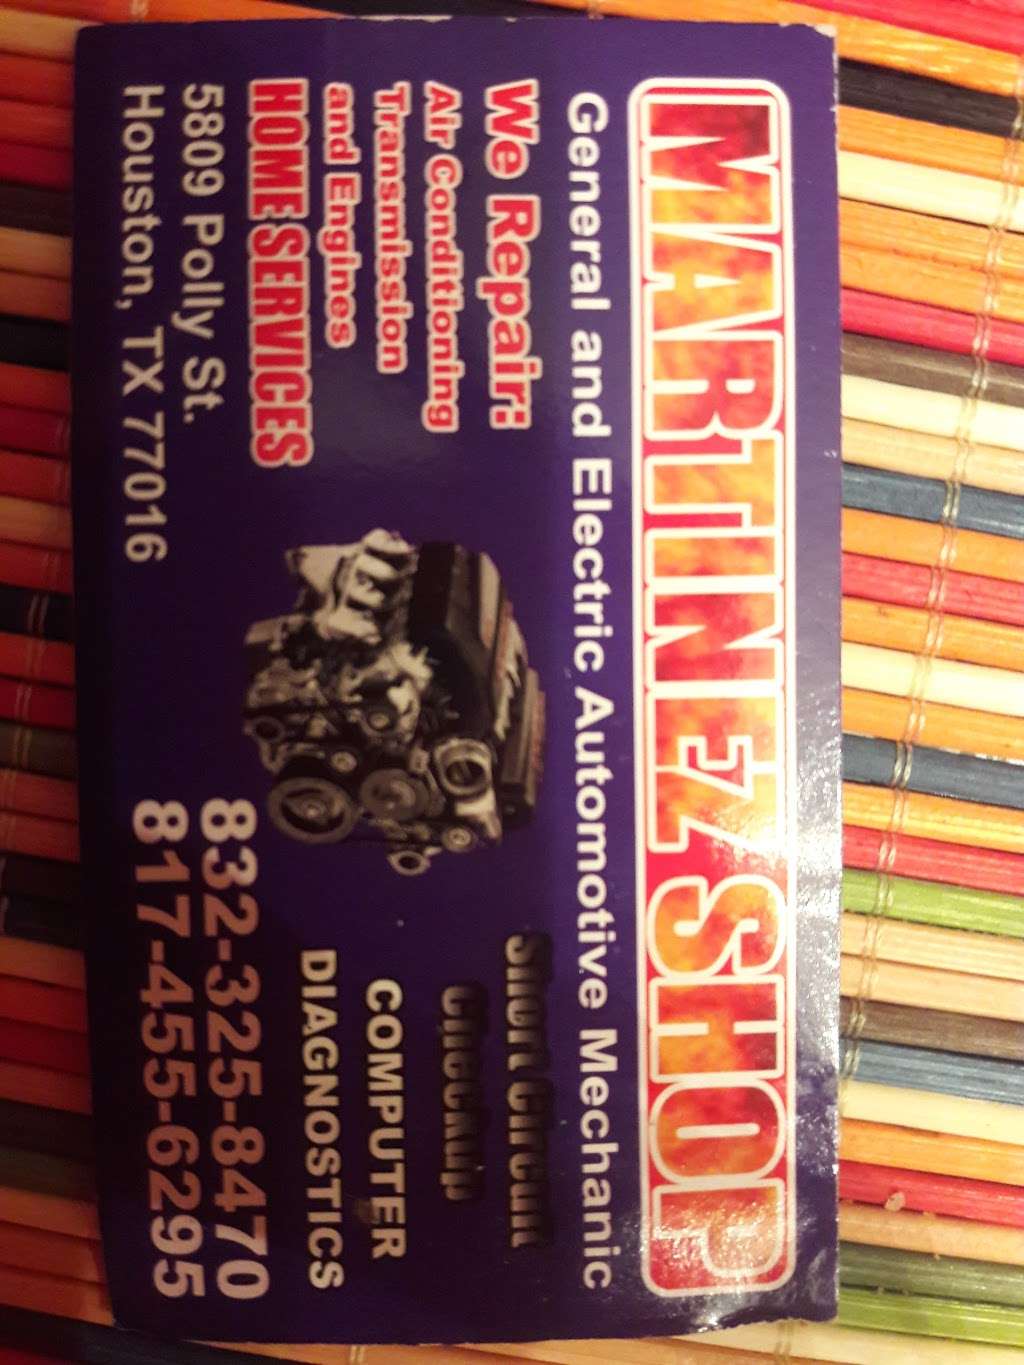 MARTINEZ SHOP
General and Electric Automotive Mechanic
We Repair:
Air Conditioning
Transmission
and Engines
HOME SERVICES
5809 Polly St.
Houston, TX 77016
Short Circuit
Checkup
COMPUTER
DIAGNOSTICS
832-325-8470
817-455-6295